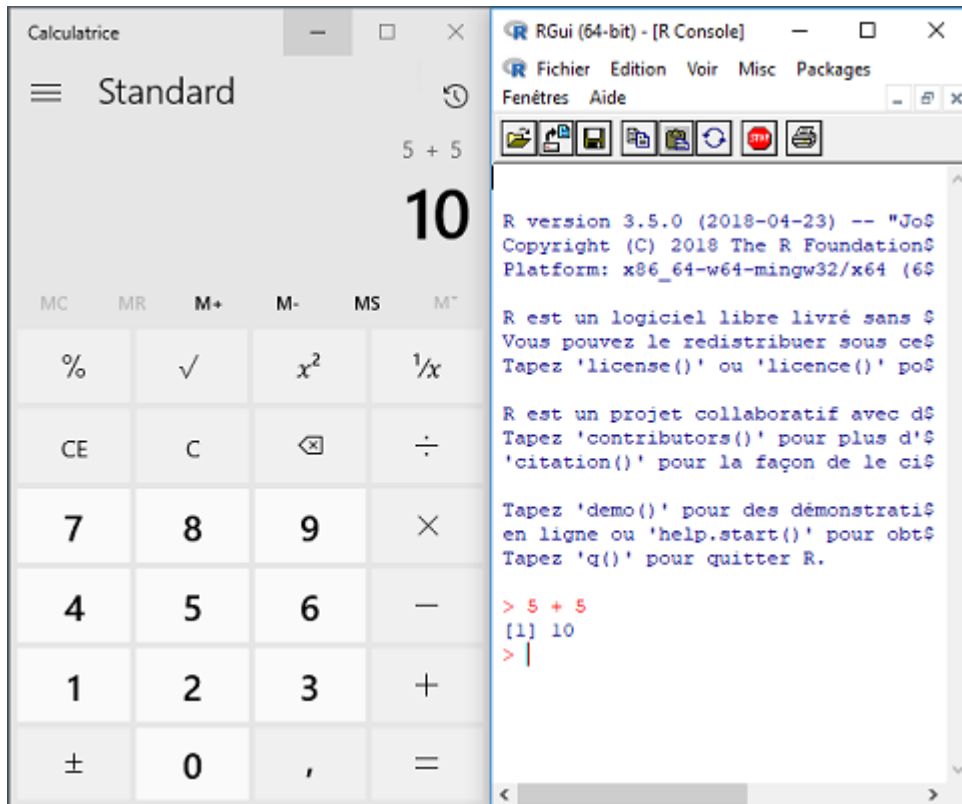 Calculatrice
Standard
5 + 5
10
MC MR M+ M- MS M˅
% √ x² ¹/x
CE C ÷
7 8 9 ×
4 5 6 −
1 2 3 +
± 0 , =
RGui (64-bit) - [R Console]
Fichier Edition Voir Misc Packages
Fenêtres Aide
STOP
R version 3.5.0 (2018-04-23) -- "Jo$
Copyright (C) 2018 The R Foundation$
Platform: x86_64-w64-mingw32/x64 (6$
R est un logiciel libre livré sans $
Vous pouvez le redistribuer sous ce$
Tapez 'license()' ou 'licence()' po$
R est un projet collaboratif avec d$
Tapez 'contributors()' pour plus d'$
'citation()' pour la façon de le ci$
Tapez 'demo()' pour des démonstrati$
en ligne ou 'help.start()' pour obt$
Tapez 'q()' pour quitter R.
> 5 + 5
[1] 10
>